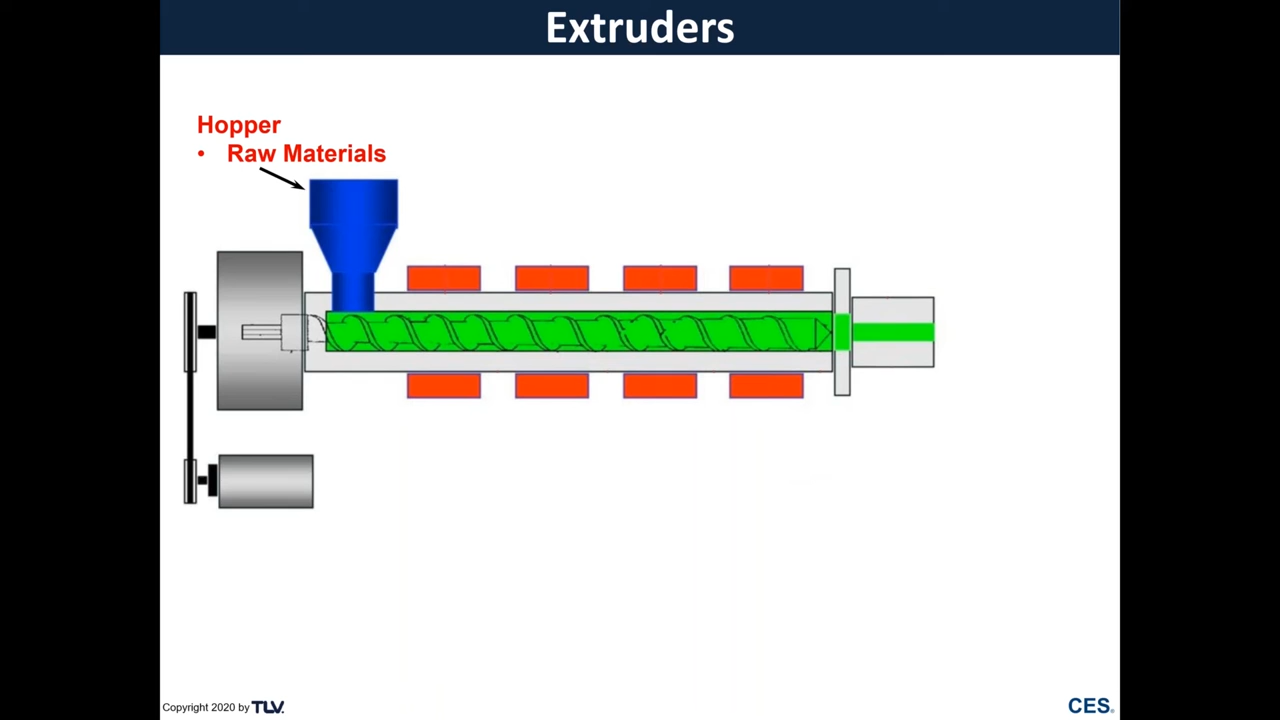 Extruders
Hopper
• Raw Materials
Copyright 2020 by TLV.
CES®